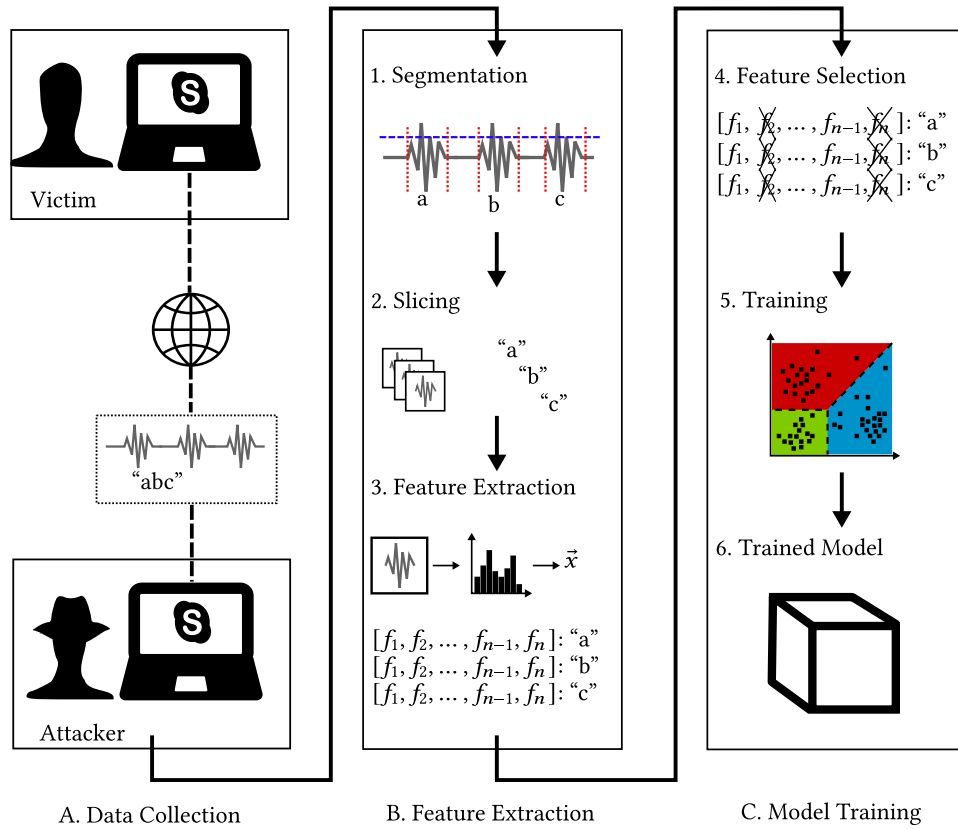 S
Victim
“abc”
S
Attacker
A. Data Collection
1. Segmentation
a b c
2. Slicing
“a”
“b”
“c”
3. Feature Extraction
x⃗
[f₁, f₂, … , fₙ₋₁, fₙ]: “a”
[f₁, f₂, … , fₙ₋₁, fₙ]: “b”
[f₁, f₂, … , fₙ₋₁, fₙ]: “c”
B. Feature Extraction
4. Feature Selection
[f₁, f₂, … , fₙ₋₁, fₙ]: “a”
[f₁, f₂, … , fₙ₋₁, fₙ]: “b”
[f₁, f₂, … , fₙ₋₁, fₙ]: “c”
5. Training
6. Trained Model
C. Model Training